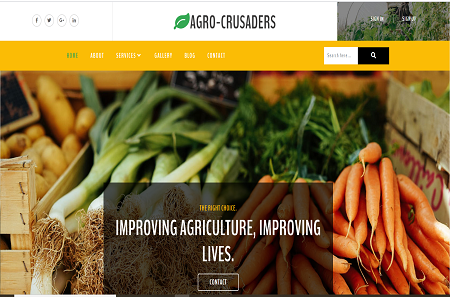 AGRO-CRUSADERS
SIGN IN SIGN UP
HOME ABOUT SERVICES GALLERY BLOG CONTACT
Search here...
THE RIGHT CHOICE.
IMPROVING AGRICULTURE, IMPROVING
LIVES.
CONTACT